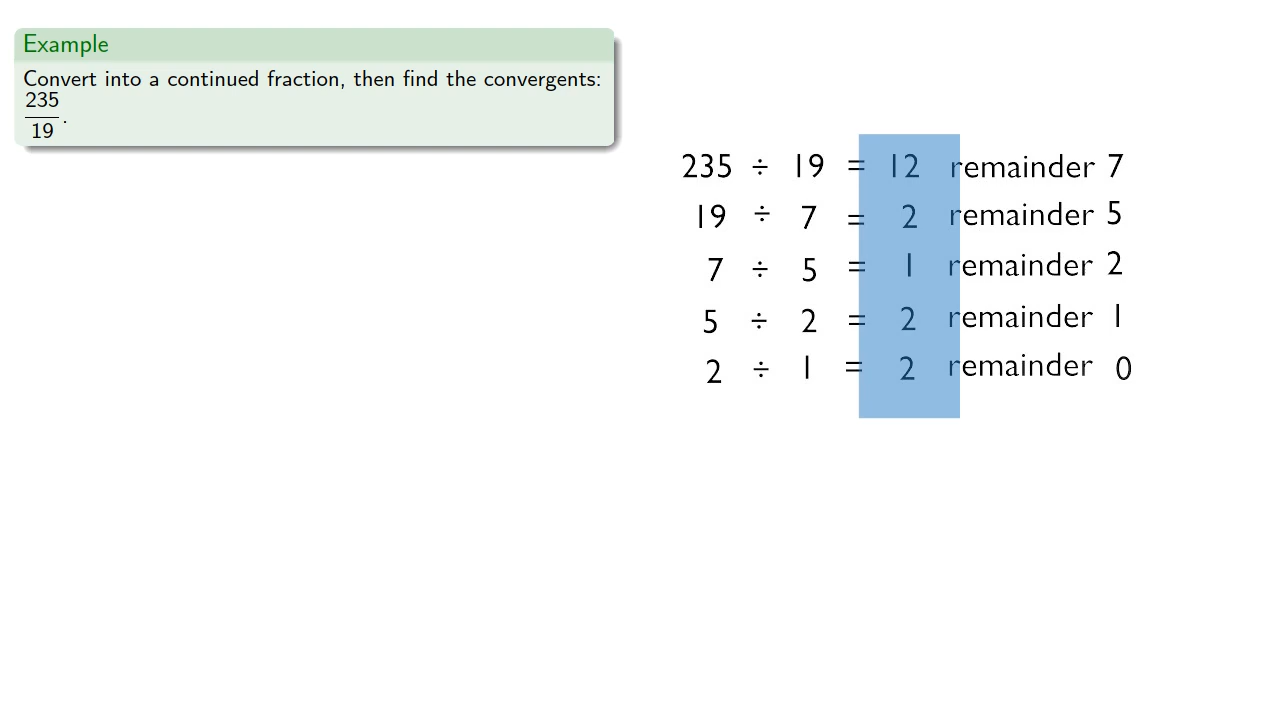 Example
Convert into a continued fraction, then find the convergents:
235/19.
235 ÷ 19 = 12 remainder 7
19 ÷ 7 = 2 remainder 5
7 ÷ 5 = 1 remainder 2
5 ÷ 2 = 2 remainder 1
2 ÷ 1 = 2 remainder 0